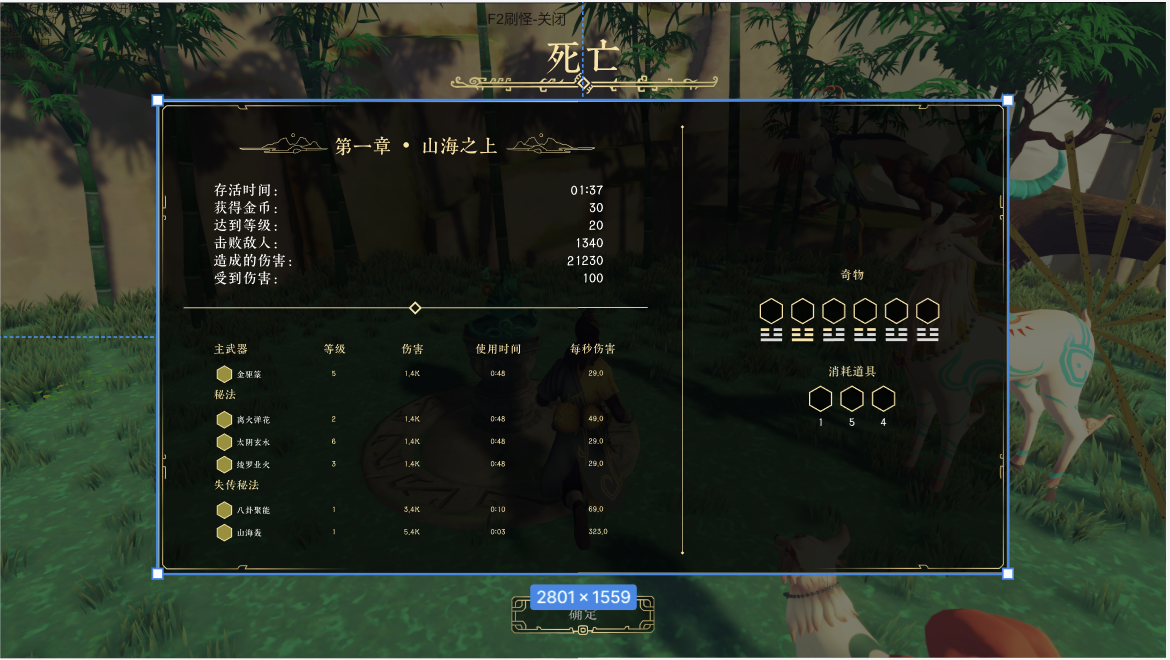 F2刷怪-关闭
死亡
第一章 • 山海之上
存活时间： 01:37
获得金币： 30
达到等级： 20
击败敌人： 1340
造成的伤害： 21230
受到伤害： 100
主武器 等级 伤害 使用时间 每秒伤害
金驱箓 5 1.4K 0:48 29.0
秘法
离火弹花 2 1.4K 0:48 49.0
太阴玄水 6 1.4K 0:48 29.0
绫罗业火 3 1.4K 0:48 29.0
失传秘法
八卦聚能 1 3.4K 0:10 69.0
山海轰 1 5.4K 0:03 323.0
奇物
消耗道具
1 5 4
2801 × 1559
确定